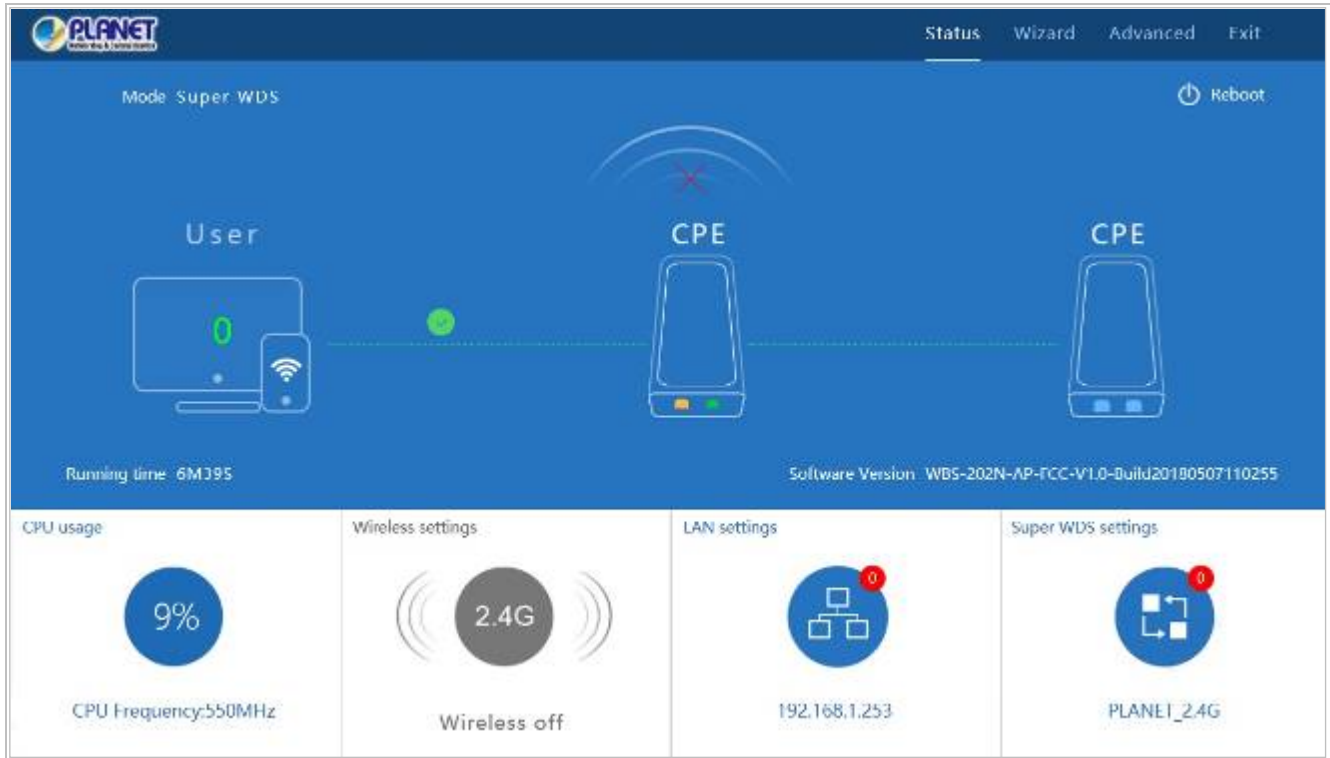 PLANET
Networking & Communication
Status Wizard Advanced Exit
Mode Super WDS
Reboot
User
CPE
CPE
0
Running time 6M39S
Software Version WBS-202N-AP-FCC-V1.0-Build20180507110255
CPU usage
Wireless settings
LAN settings
Super WDS settings
0
0
9%
2.4G
CPU Frequency:550MHz
Wireless off
192.168.1.253
PLANET_2.4G